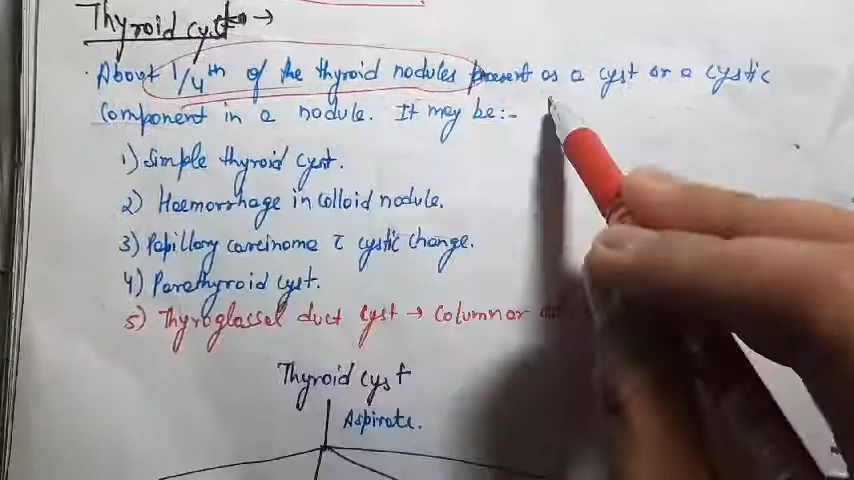 Thyroid cyst →
About 1/4th of the thyroid nodules present as a cyst or a cystic
component in a nodule. It may be:-
1) Simple thyroid cyst.
2) Haemorrhage in colloid nodule.
3) Papillary carcinoma c̄ cystic change.
4) Parathyroid cyst.
5) Thyroglossal duct cyst → Columnar
Thyroid cyst
Aspirate.